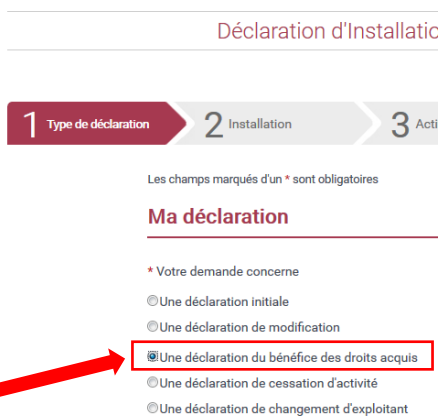 Déclaration d'Installatio
1 Type de déclaration 2 Installation 3 Acti
Les champs marqués d'un * sont obligatoires
Ma déclaration
* Votre demande concerne
Une déclaration initiale
Une déclaration de modification
Une déclaration du bénéfice des droits acquis
Une déclaration de cessation d'activité
Une déclaration de changement d'exploitant